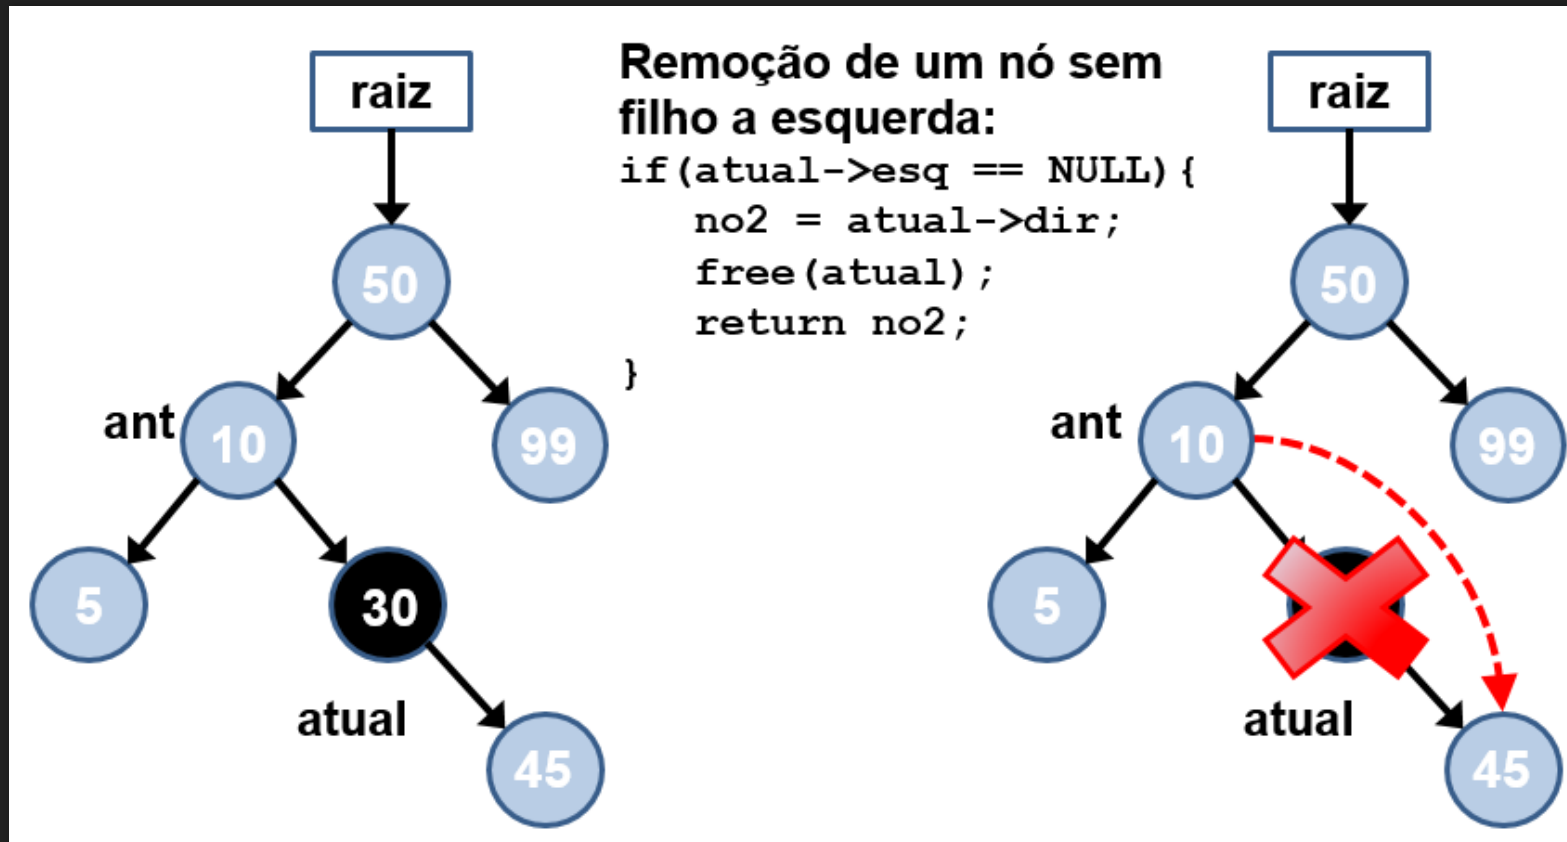 raiz
50
ant
10
99
5
30
atual
45
Remoção de um nó sem
filho a esquerda:
if(atual->esq == NULL){
   no2 = atual->dir;
   free(atual);
   return no2;
}
raiz
50
ant
10
99
5
atual
45